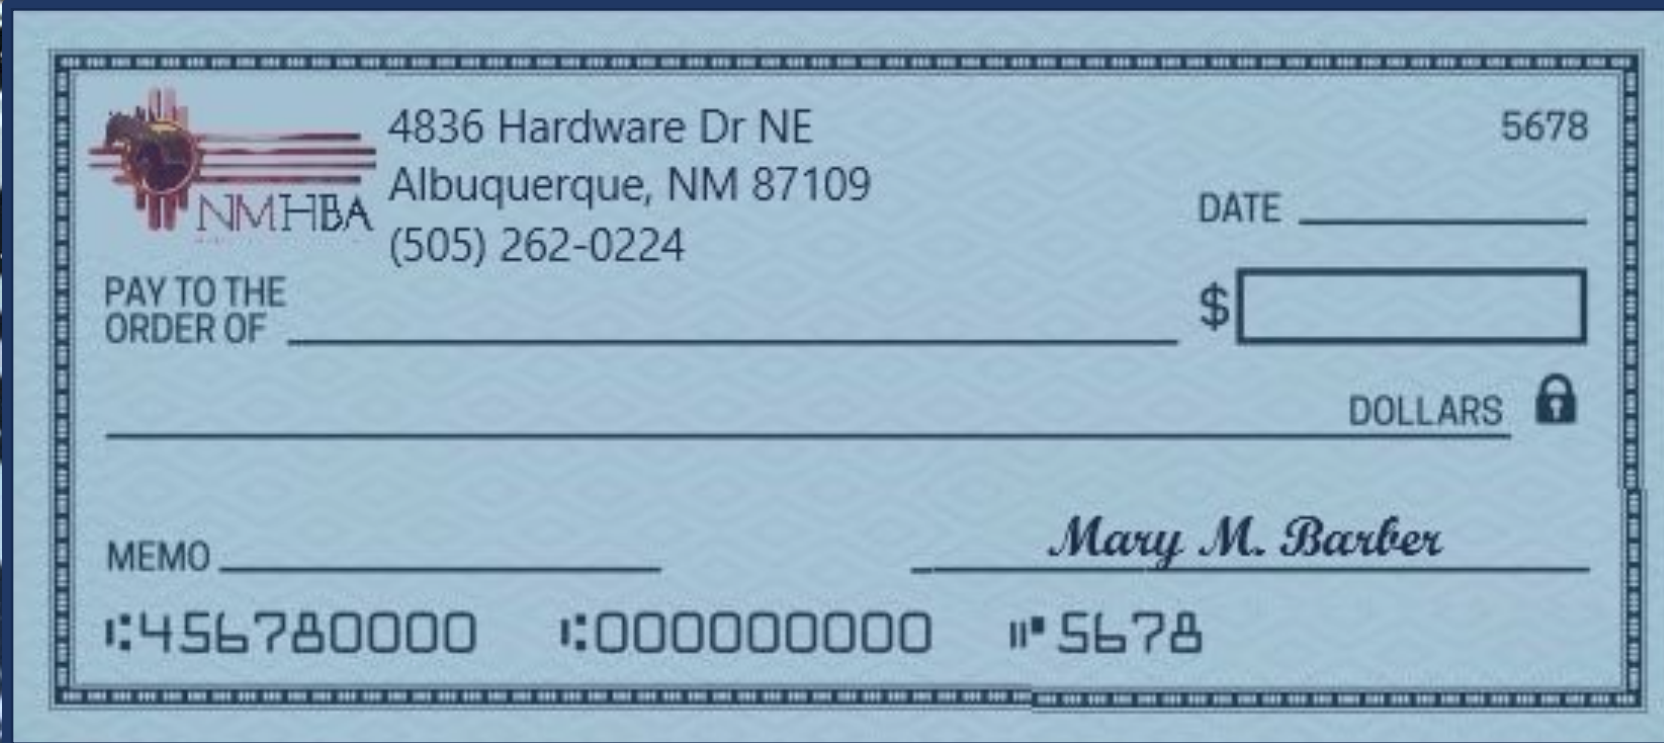 4836 Hardware Dr NE
5678
Albuquerque, NM 87109
NMHBA
(505) 262-0224
DATE
PAY TO THE
ORDER OF
$
DOLLARS
Mary M. Barber
MEMO
⑆456780000 ⑆000000000 ⑈5678